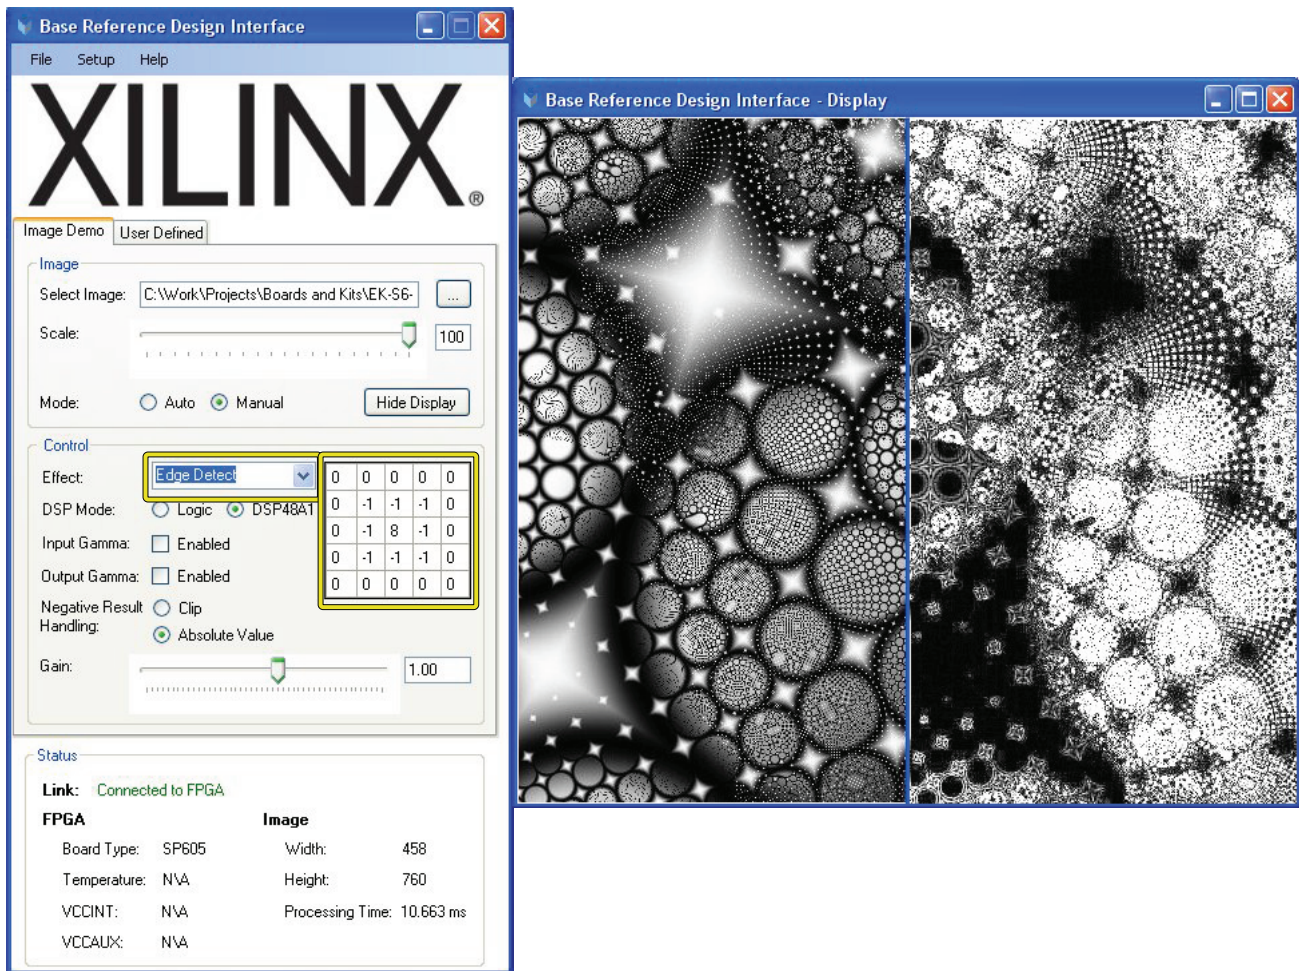 Base Reference Design Interface
File Setup Help
XILINX®
Image Demo User Defined
Image
Select Image: C:\Work\Projects\Boards and Kits\EK-S6- ...
Scale: 100
Mode: Auto Manual Hide Display
Control
Effect: Edge Detect
DSP Mode: Logic DSP48A1
Input Gamma: Enabled
Output Gamma: Enabled
Negative Result Handling: Clip
Absolute Value
0 0 0 0 0
0 -1 -1 -1 0
0 -1 8 -1 0
0 -1 -1 -1 0
0 0 0 0 0
Gain: 1.00
Status
Link: Connected to FPGA
FPGA Image
Board Type: SP605 Width: 458
Temperature: N\A Height: 760
VCCINT: N\A Processing Time: 10.663 ms
VCCAUX: N\A
Base Reference Design Interface - Display